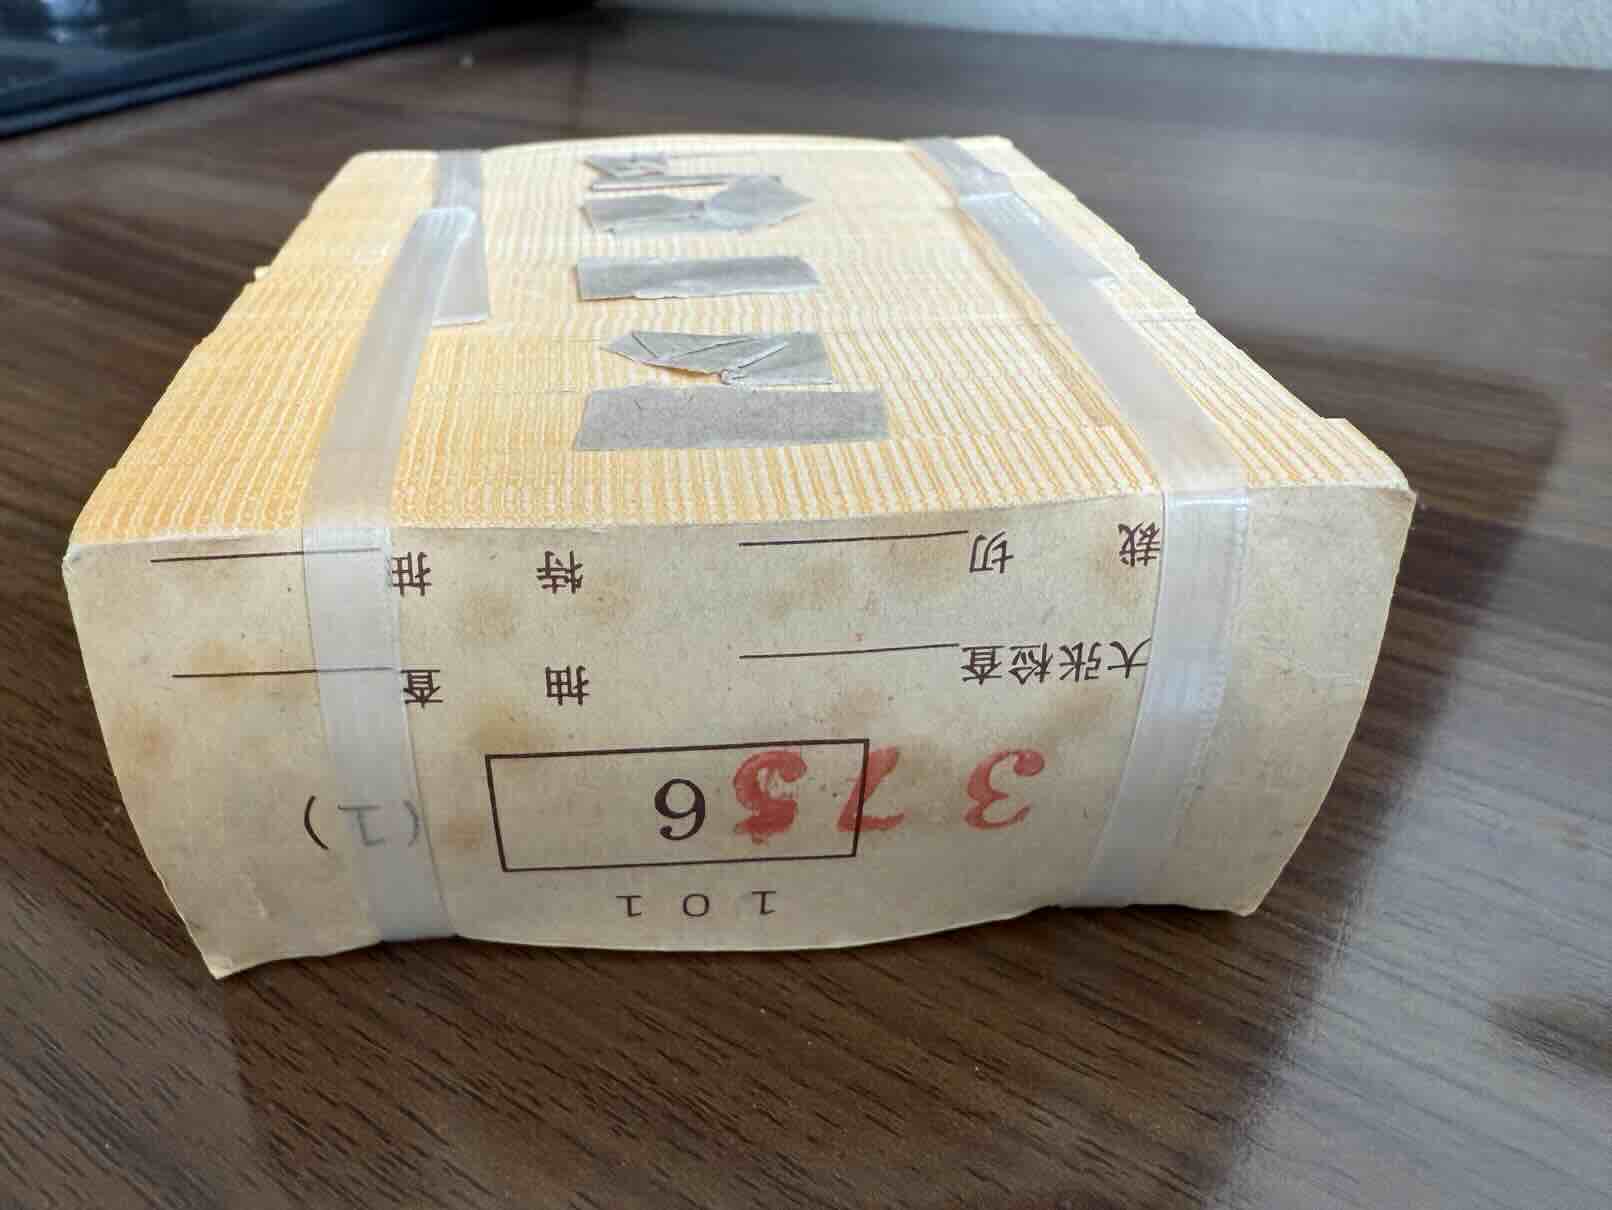 101
375 9 (1)
大张检查 抽查
裁切 特抽